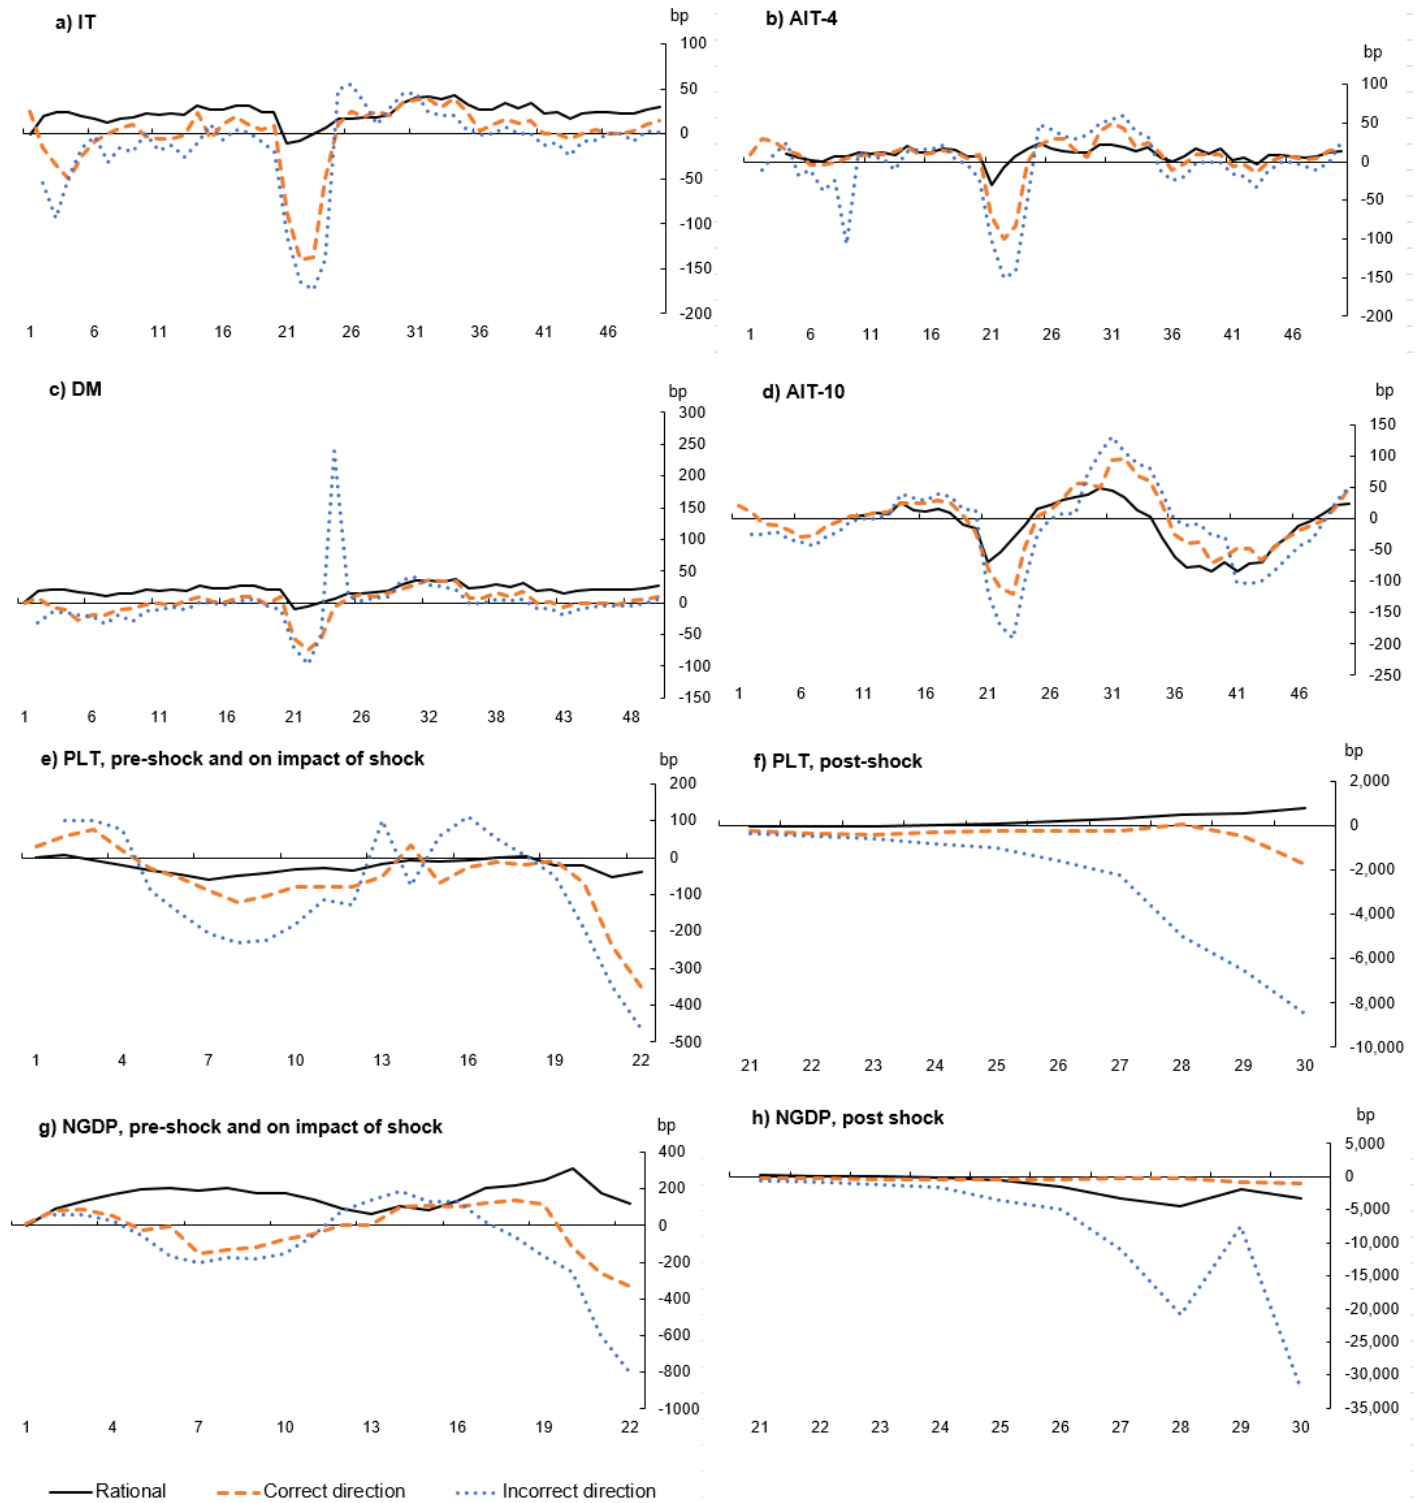 a) IT
bp
100
50
0
-50
-100
-150
-200
1 6 11 16 21 26 31 36 41 46
b) AIT-4
bp
100
50
0
-50
-100
-150
-200
1 6 11 16 21 26 31 36 41 46
c) DM
bp
300
250
200
150
100
50
0
-50
-100
-150
1 6 11 16 21 26 32 38 43 48
d) AIT-10
bp
150
100
50
0
-50
-100
-150
-200
-250
1 6 11 16 21 26 31 36 41 46
e) PLT, pre-shock and on impact of shock
bp
200
100
0
-100
-200
-300
-400
-500
1 4 7 10 13 16 19 22
f) PLT, post-shock
bp
2,000
0
-2,000
-4,000
-6,000
-8,000
-10,000
21 22 23 24 25 26 27 28 29 30
g) NGDP, pre-shock and on impact of shock
bp
400
200
0
-200
-400
-600
-800
-1000
1 4 7 10 13 16 19 22
h) NGDP, post shock
bp
5,000
0
-5,000
-10,000
-15,000
-20,000
-25,000
-30,000
-35,000
21 22 23 24 25 26 27 28 29 30
Rational Correct direction Incorrect direction